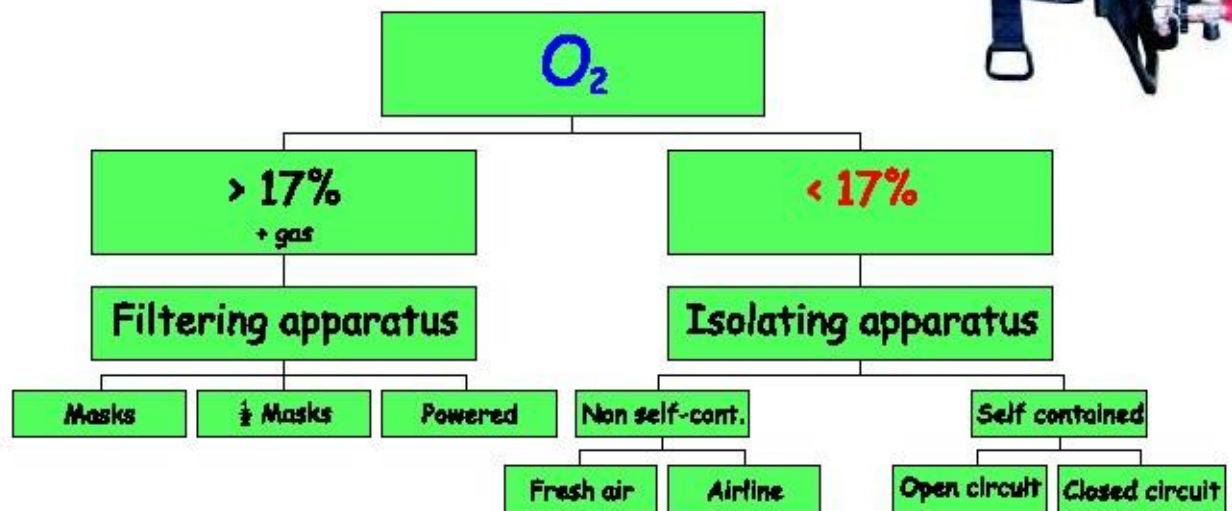 O₂
> 17%
+ gas
< 17%
Filtering apparatus
Isolating apparatus
Masks
½ Masks
Powered
Non self-cont.
Self contained
Fresh air
Airline
Open circuit
Closed circuit